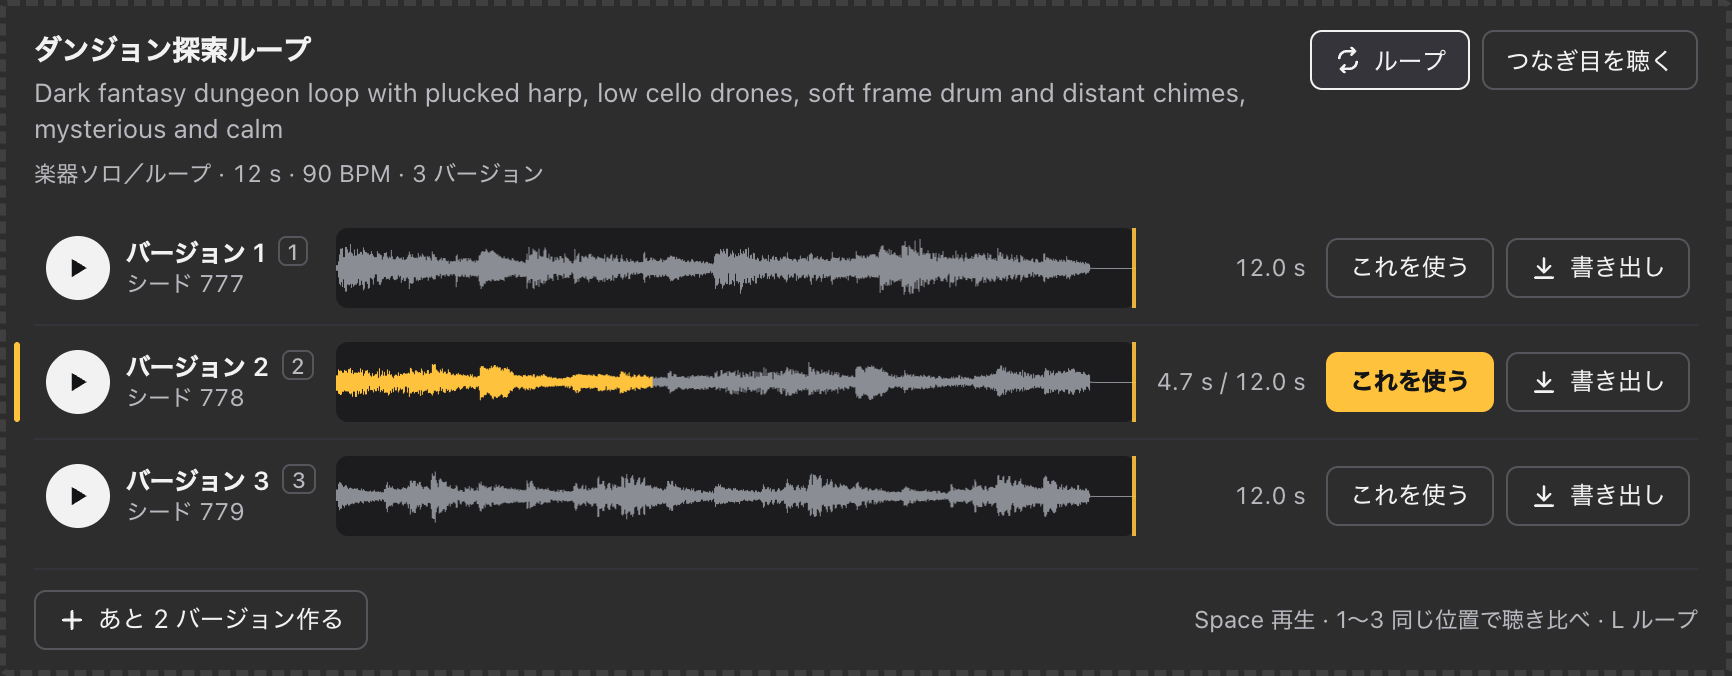 ダンジョン探索ループ
Dark fantasy dungeon loop with plucked harp, low cello drones, soft frame drum and distant chimes,
mysterious and calm
楽器ソロ／ループ · 12 s · 90 BPM · 3 バージョン
ループ
つなぎ目を聴く
バージョン 1 1
シード 777
12.0 s
これを使う
書き出し
バージョン 2 2
シード 778
4.7 s / 12.0 s
これを使う
書き出し
バージョン 3 3
シード 779
12.0 s
これを使う
書き出し
あと 2 バージョン作る
Space 再生 · 1〜3 同じ位置で聴き比べ · L ループ